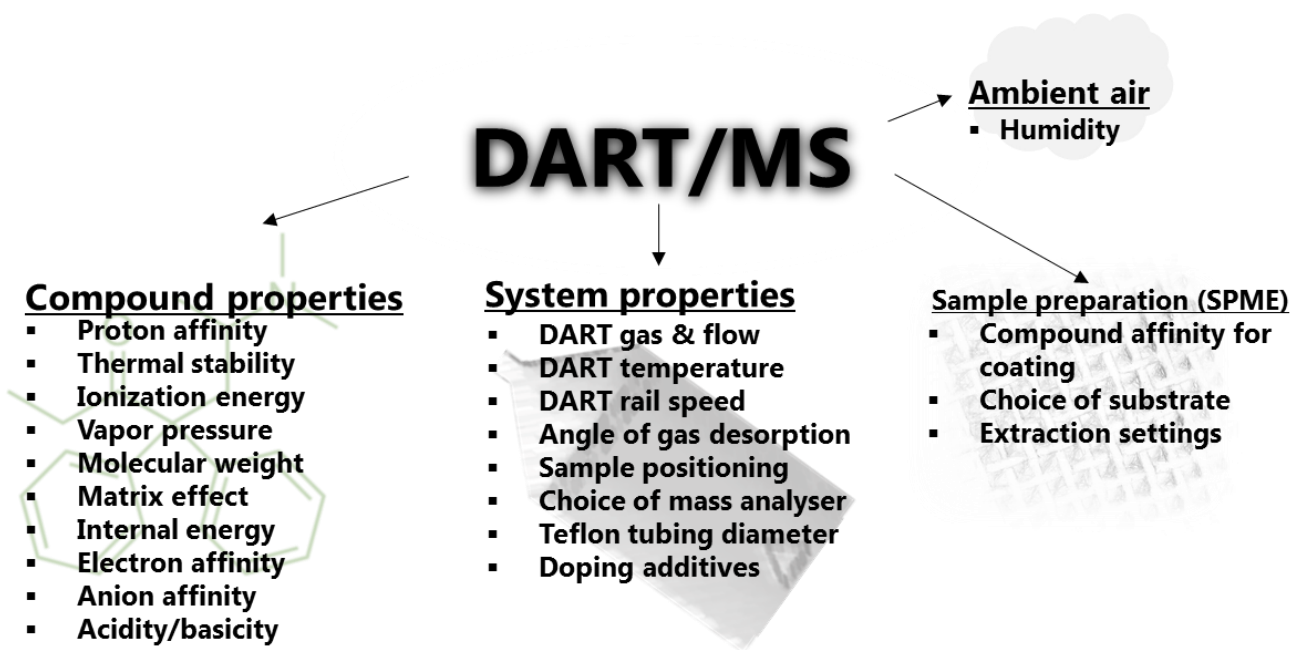 DART/MS
Ambient air
▪ Humidity
Compound properties
▪ Proton affinity
▪ Thermal stability
▪ Ionization energy
▪ Vapor pressure
▪ Molecular weight
▪ Matrix effect
▪ Internal energy
▪ Electron affinity
▪ Anion affinity
▪ Acidity/basicity
System properties
▪ DART gas & flow
▪ DART temperature
▪ DART rail speed
▪ Angle of gas desorption
▪ Sample positioning
▪ Choice of mass analyser
▪ Teflon tubing diameter
▪ Doping additives
Sample preparation (SPME)
▪ Compound affinity for
coating
▪ Choice of substrate
▪ Extraction settings